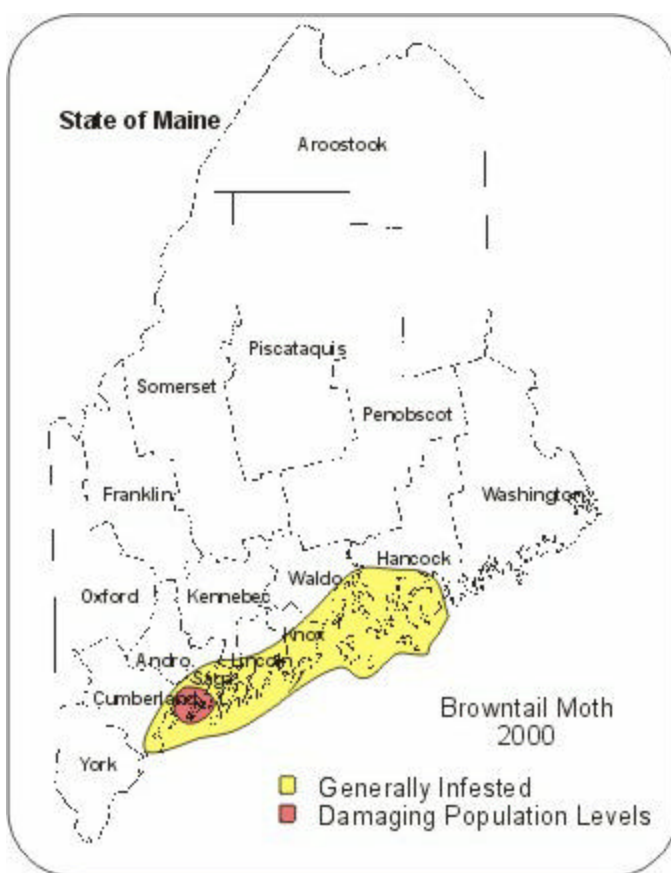 State of Maine
Aroostook
Piscataquis
Somerset
Penobscot
Franklin
Washington
Hancock
Waldo
Oxford
Kennebec
Knox
Andro.
Lincoln
Saga
Cumberland
York
Browntail Moth
2000
Generally Infested
Damaging Population Levels